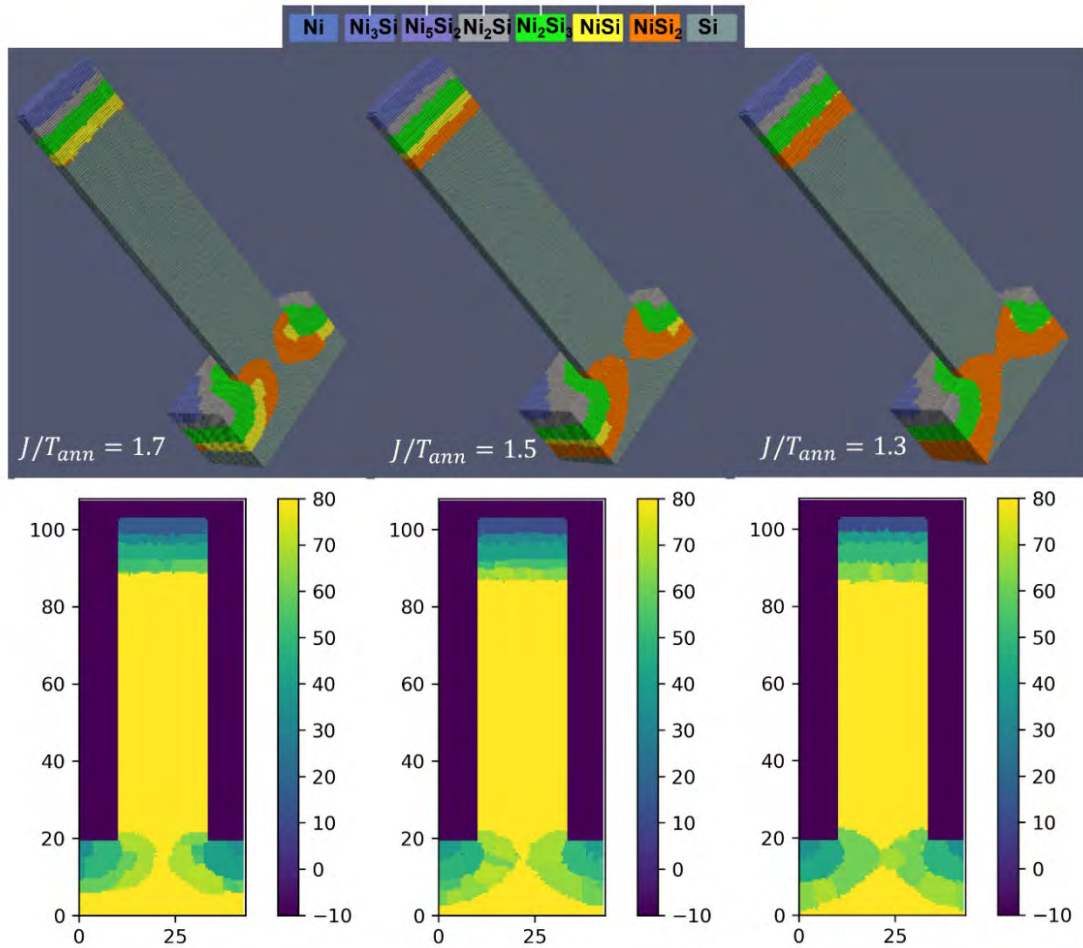 Ni Ni₃Si Ni₅Si₂ Ni₂Si Ni₂Si₃ NiSi NiSi₂ Si
J/T_ann = 1.7 J/T_ann = 1.5 J/T_ann = 1.3
80 80 80
100 70 100 70 100 70
60 60 60
80 50 80 50 80 50
60 40 60 40 60 40
30 30 30
40 20 40 20 40 20
10 10 10
20 0 20 0 20 0
0 −10 0 −10 0 −10
0 25 0 25 0 25